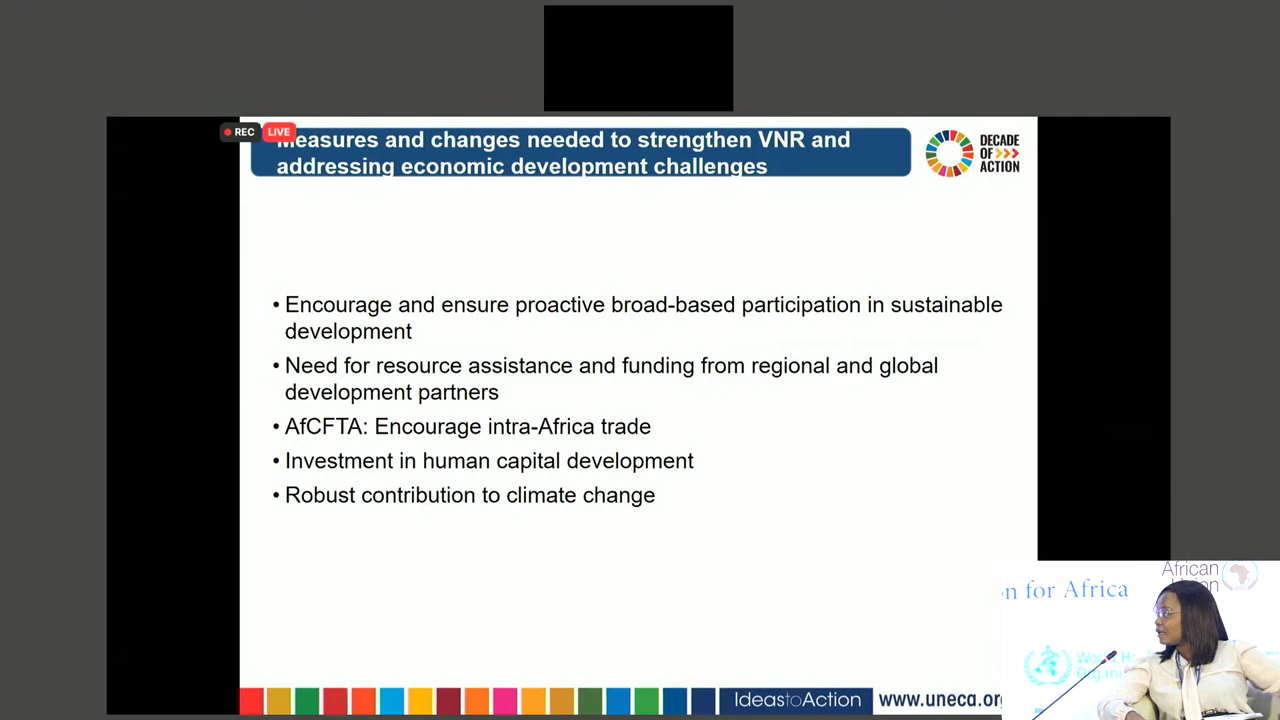 REC LIVE
Measures and changes needed to strengthen VNR and
addressing economic development challenges
DECADE
OF >>>
ACTION
• Encourage and ensure proactive broad-based participation in sustainable
development
• Need for resource assistance and funding from regional and global
development partners
• AfCFTA: Encourage intra-Africa trade
• Investment in human capital development
• Robust contribution to climate change
African
Union
n for Africa
World
IdeastoAction
www.uneca.org